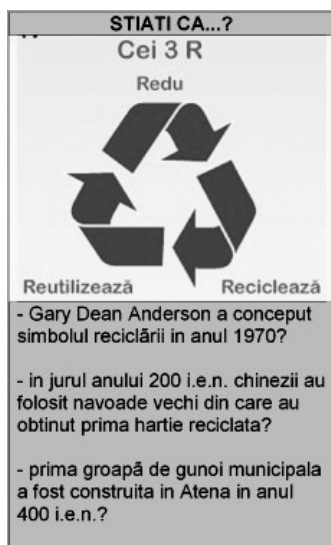 STIATI CA...?
Cei 3 R
Redu
Reutilizează
Reciclează
- Gary Dean Anderson a conceput
simbolul reciclării in anul 1970?
- in jurul anului 200 i.e.n. chinezii au
folosit navoade vechi din care au
obtinut prima hartie reciclata?
- prima groapă de gunoi municipala
a fost construita in Atena in anul
400 i.e.n.?